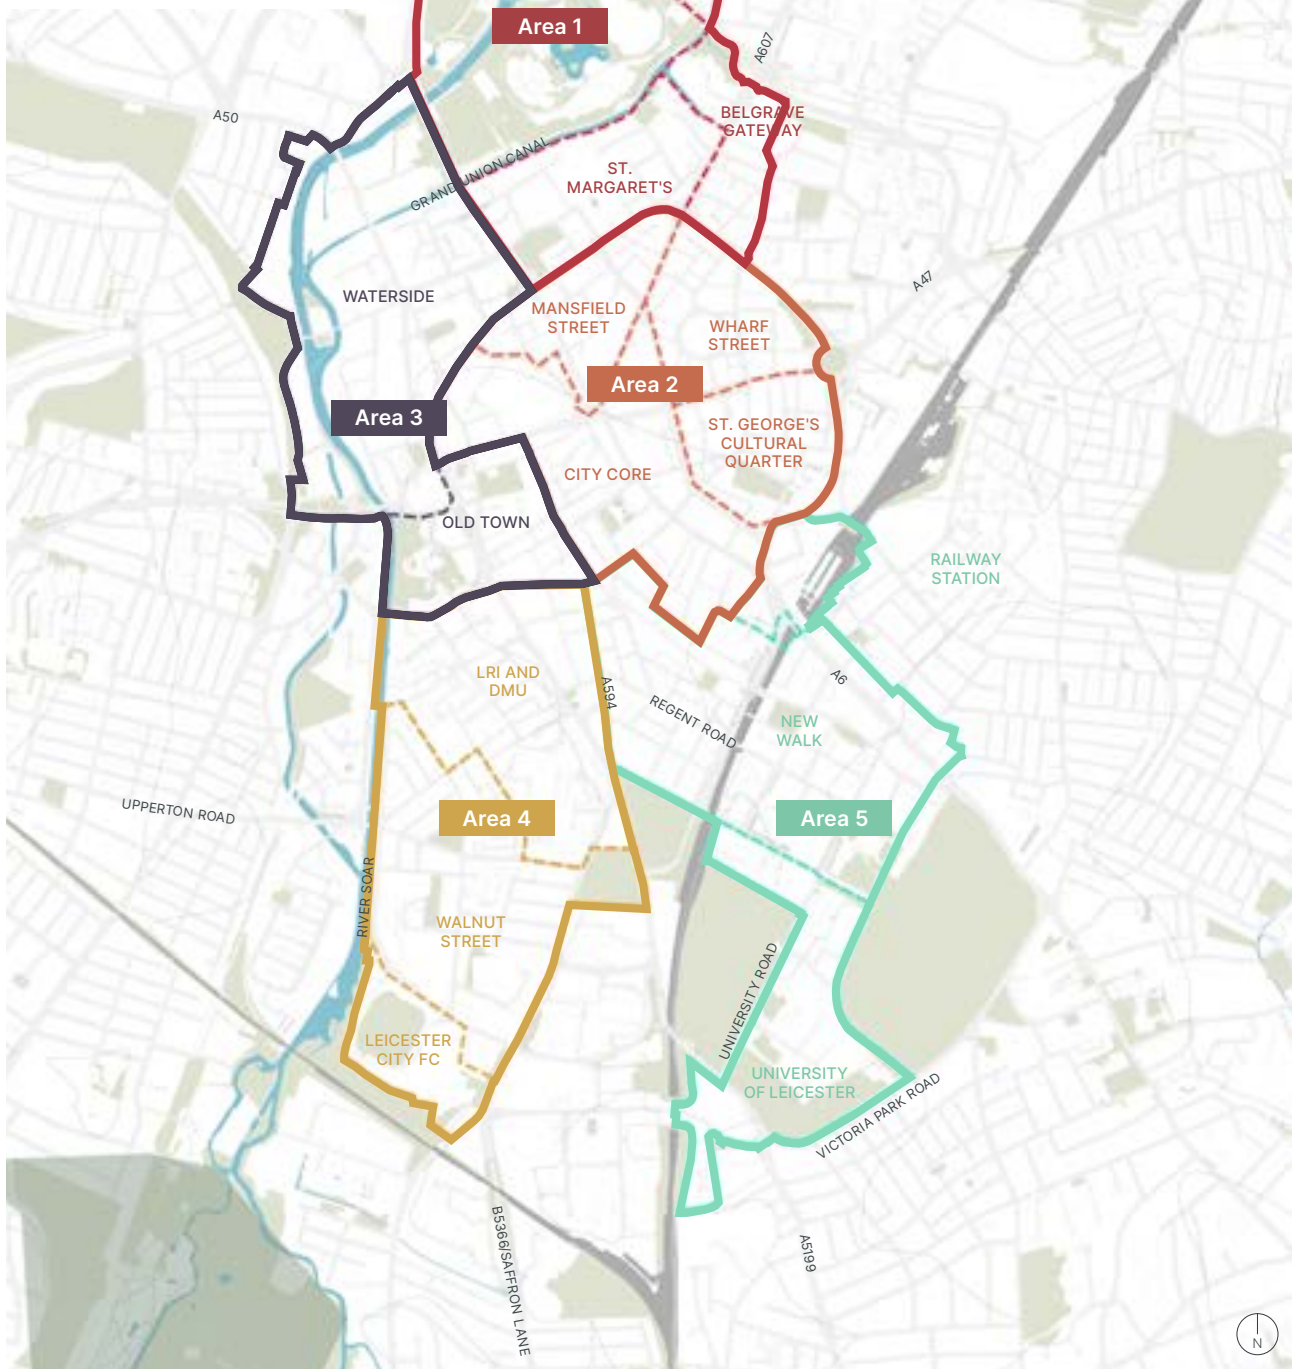 Area 1
A607
A50
BELGRAVE
GATEWAY
GRAND UNION CANAL
ST.
MARGARET'S
A47
WATERSIDE
MANSFIELD
STREET
WHARF
STREET
Area 2
Area 3
ST. GEORGE'S
CULTURAL
QUARTER
CITY CORE
OLD TOWN
RAILWAY
STATION
LRI AND
DMU
A594
A6
REGENT ROAD
NEW
WALK
UPPERTON ROAD
Area 4
Area 5
RIVER SOAR
WALNUT
STREET
UNIVERSITY ROAD
LEICESTER
CITY FC
UNIVERSITY
OF LEICESTER
VICTORIA PARK ROAD
B5366/SAFFRON LANE
A5199
N